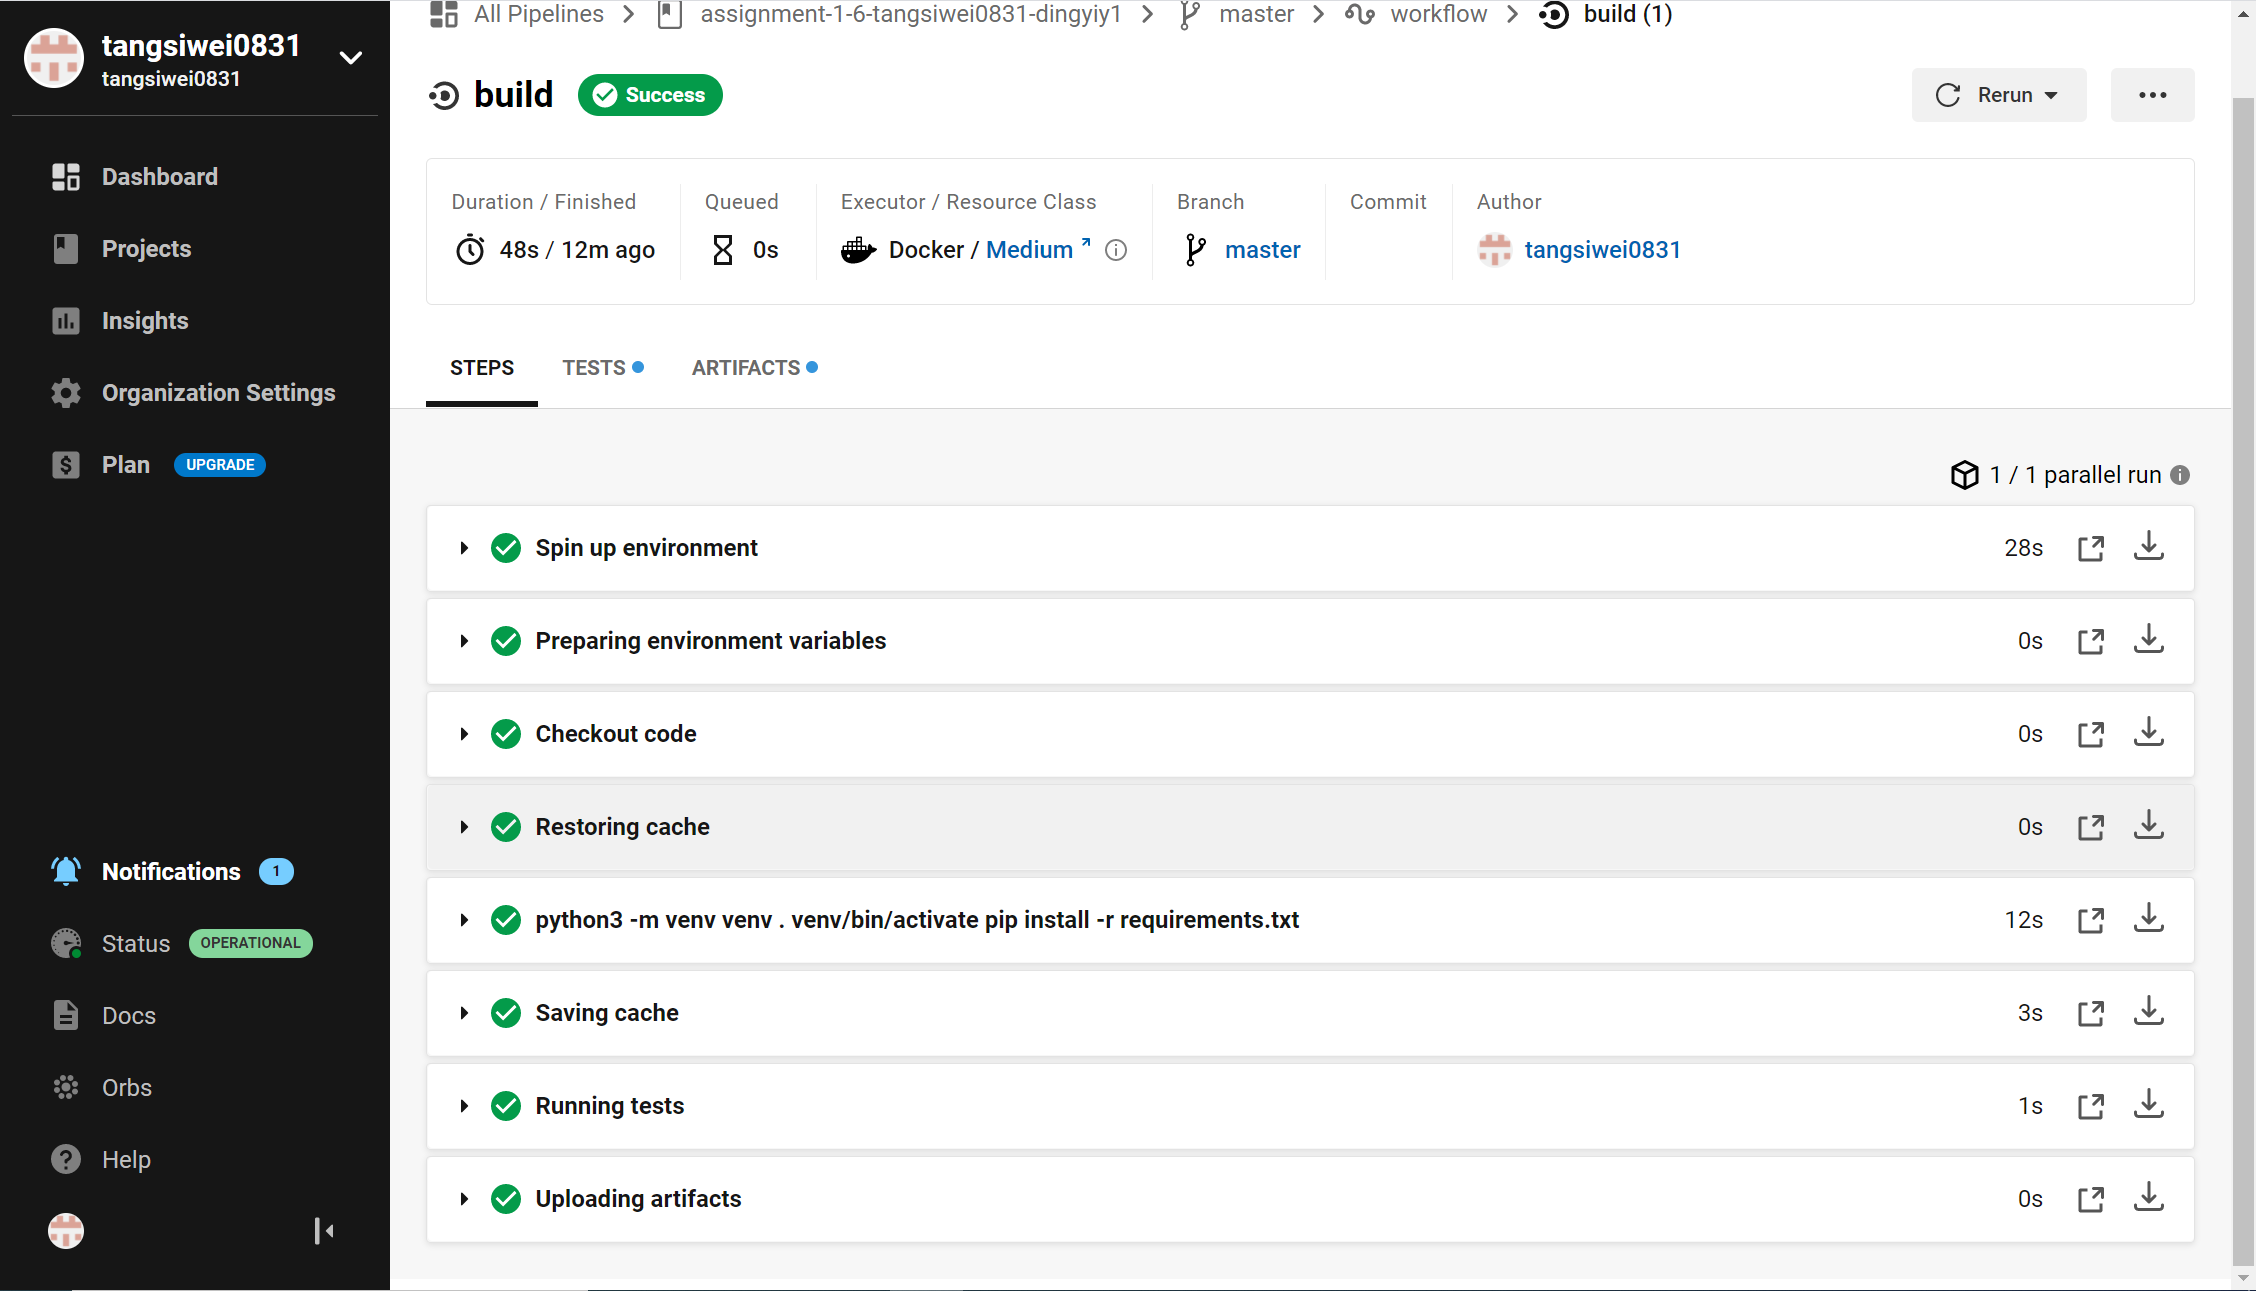 tangsiwei0831
tangsiwei0831
Dashboard
Projects
Insights
Organization Settings
Plan UPGRADE
Notifications 1
Status OPERATIONAL
Docs
Orbs
Help
All Pipelines assignment-1-6-tangsiwei0831-dingyiy1 master workflow build (1)
build Success
Rerun
Duration / Finished Queued Executor / Resource Class Branch Commit Author
48s / 12m ago 0s Docker / Medium master tangsiwei0831
STEPS TESTS ARTIFACTS
1 / 1 parallel run
Spin up environment 28s
Preparing environment variables 0s
Checkout code 0s
Restoring cache 0s
python3 -m venv venv . venv/bin/activate pip install -r requirements.txt 12s
Saving cache 3s
Running tests 1s
Uploading artifacts 0s